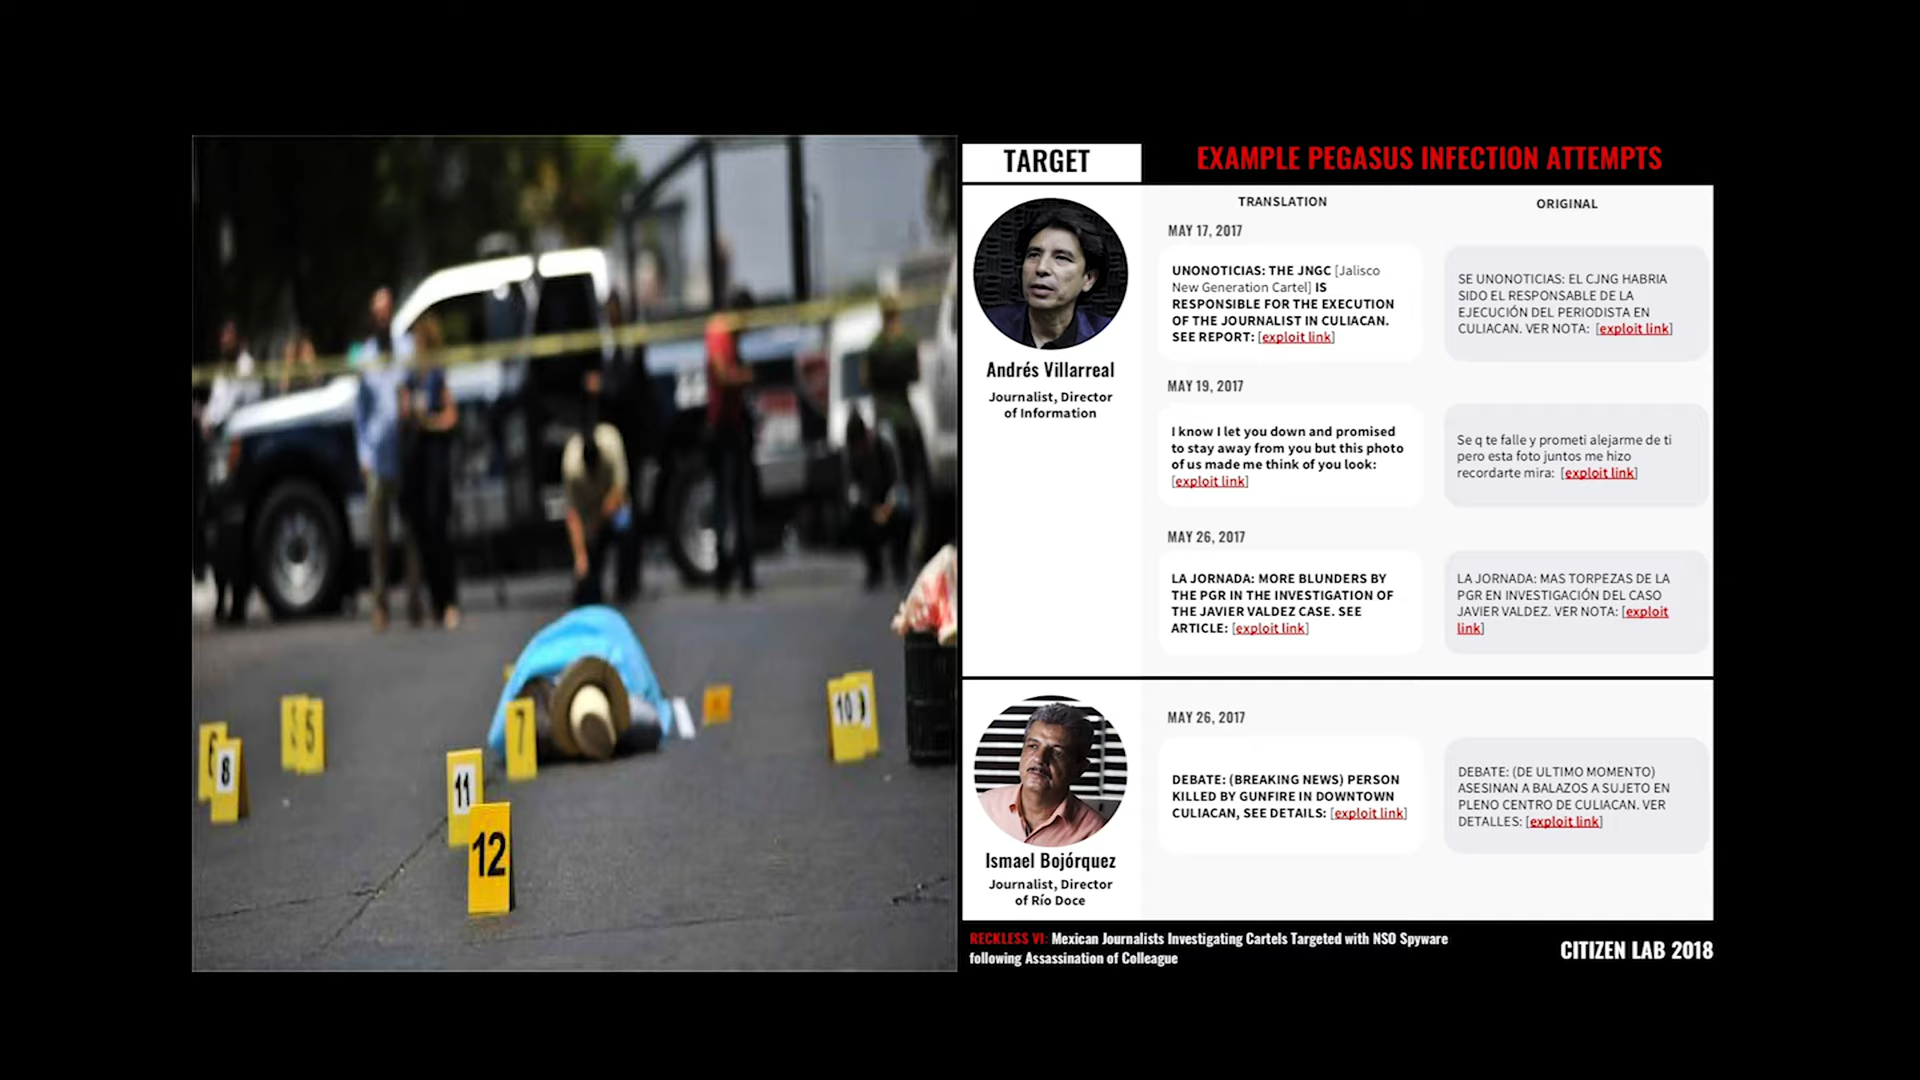 TARGET
EXAMPLE PEGASUS INFECTION ATTEMPTS
TRANSLATION
ORIGINAL
MAY 17, 2017
UNONOTICIAS: THE JNGC [Jalisco
New Generation Cartel] IS
RESPONSIBLE FOR THE EXECUTION
OF THE JOURNALIST IN CULIACAN.
SEE REPORT: [exploit link]
SE UNONOTICIAS: EL CJNG HABRIA
SIDO EL RESPONSABLE DE LA
EJECUCIÓN DEL PERIODISTA EN
CULIACAN. VER NOTA: [exploit link]
Andrés Villarreal
Journalist, Director
of Information
MAY 19, 2017
I know I let you down and promised
to stay away from you but this photo
of us made me think of you look:
[exploit link]
Se q te falle y prometi alejarme de ti
pero esta foto juntos me hizo
recordarte mira: [exploit link]
MAY 26, 2017
LA JORNADA: MORE BLUNDERS BY
THE PGR IN THE INVESTIGATION OF
THE JAVIER VALDEZ CASE. SEE
ARTICLE: [exploit link]
LA JORNADA: MAS TORPEZAS DE LA
PGR EN INVESTIGACIÓN DEL CASO
JAVIER VALDEZ. VER NOTA: [exploit
link]
MAY 26, 2017
DEBATE: (BREAKING NEWS) PERSON
KILLED BY GUNFIRE IN DOWNTOWN
CULIACAN, SEE DETAILS: [exploit link]
DEBATE: (DE ULTIMO MOMENTO)
ASESINAN A BALAZOS A SUJETO EN
PLENO CENTRO DE CULIACAN. VER
DETALLES: [exploit link]
Ismael Bojórquez
Journalist, Director
of Río Doce
RECKLESS VI: Mexican Journalists Investigating Cartels Targeted with NSO Spyware
following Assassination of Colleague
CITIZEN LAB 2018
5
7
8
10
11
12